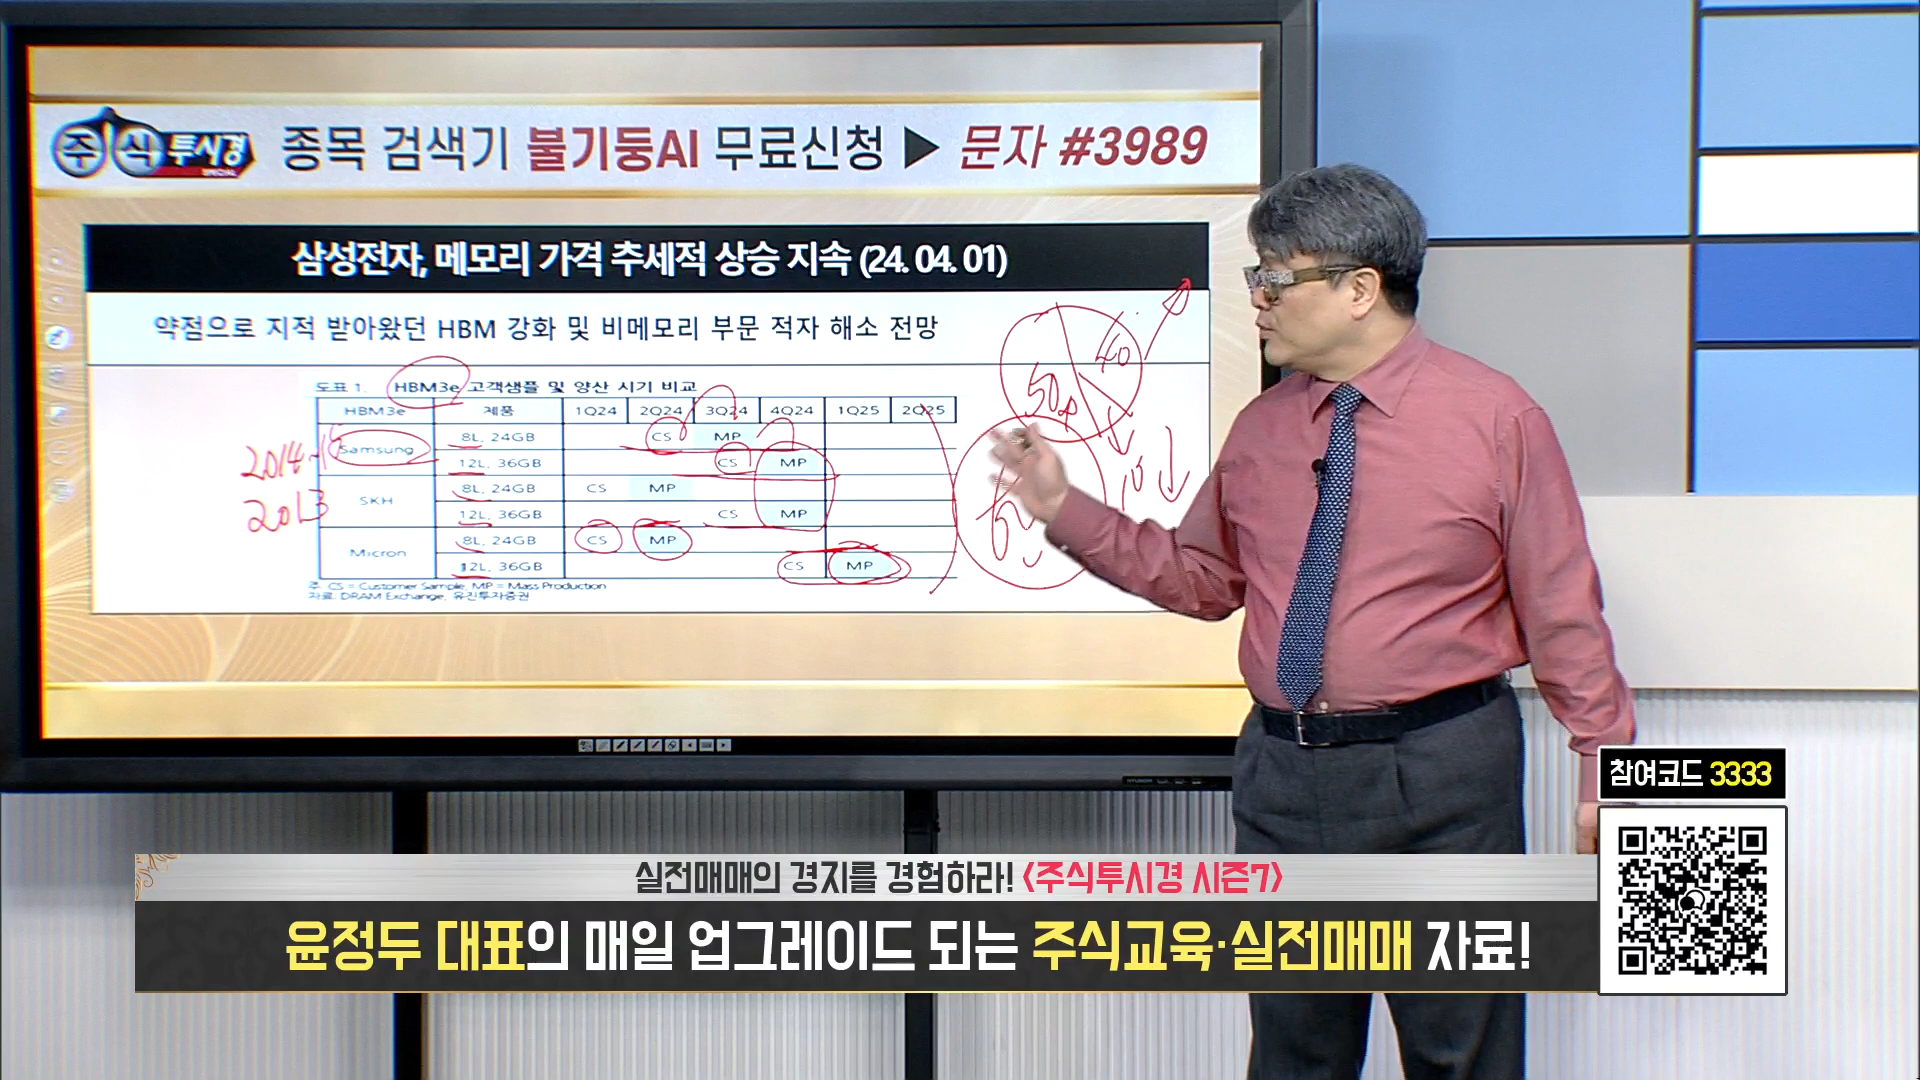 주식투시경 SPECIAL
종목 검색기 불기둥AI 무료신청 ▶ 문자 #3989
삼성전자, 메모리 가격 추세적 상승 지속 (24. 04. 01)
약점으로 지적 받아왔던 HBM 강화 및 비메모리 부문 적자 해소 전망
도표 1. HBM3e 고객샘플 및 양산 시기 비교
HBM3e 제품 1Q24 2Q24 3Q24 4Q24 1Q25 2Q25
Samsung 8L, 24GB CS MP
12L, 36GB CS MP
SKH 8L, 24GB CS MP
12L, 36GB CS MP
Micron 8L, 24GB CS MP
12L, 36GB CS MP
주: CS = Customer Sample, MP = Mass Production
자료: DRAM Exchange, 유진투자증권
2014~
2013
40
50
10
참여코드 3333
실전매매의 경지를 경험하라! <주식투시경 시즌7>
윤정두 대표의 매일 업그레이드 되는 주식교육·실전매매 자료!